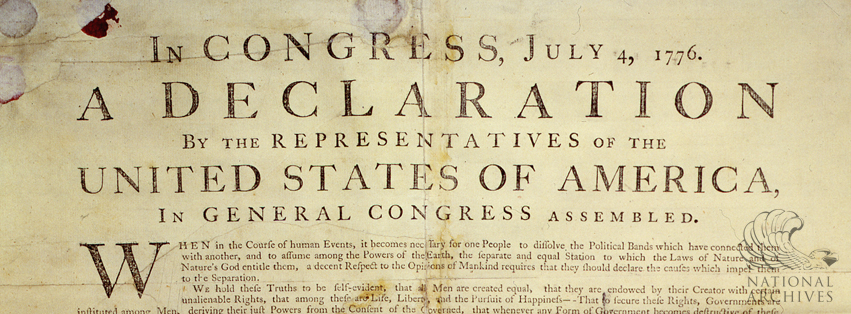 IN CONGRESS, JULY 4, 1776.
A DECLARATION
BY THE REPRESENTATIVES OF THE
UNITED STATES OF AMERICA,
IN GENERAL CONGRESS ASSEMBLED.
WHEN in the Courſe of human Events, it becomes neceſſary for one People to diſſolve the Political Bands which have connected them
with another, and to aſſume among the Powers of the Earth, the ſeparate and equal Station to which the Laws of Nature and of
Nature's God entitle them, a decent Reſpect to the Opinions of Mankind requires that they ſhould declare the cauſes which impel them
to the Separation.
WE hold theſe Truths to be ſelf-evident, that all Men are created equal, that they are endowed by their Creator with certain
unalienable Rights, that among theſe are Life, Liberty, and the Purſuit of Happineſs--That to ſecure theſe Rights, Governments are
inſtituted among Men, deriving their juſt Powers from the Conſent of the Governed, that whenever any Form of Government becomes deſtructive of theſe
NATIONAL
ARCHIVES